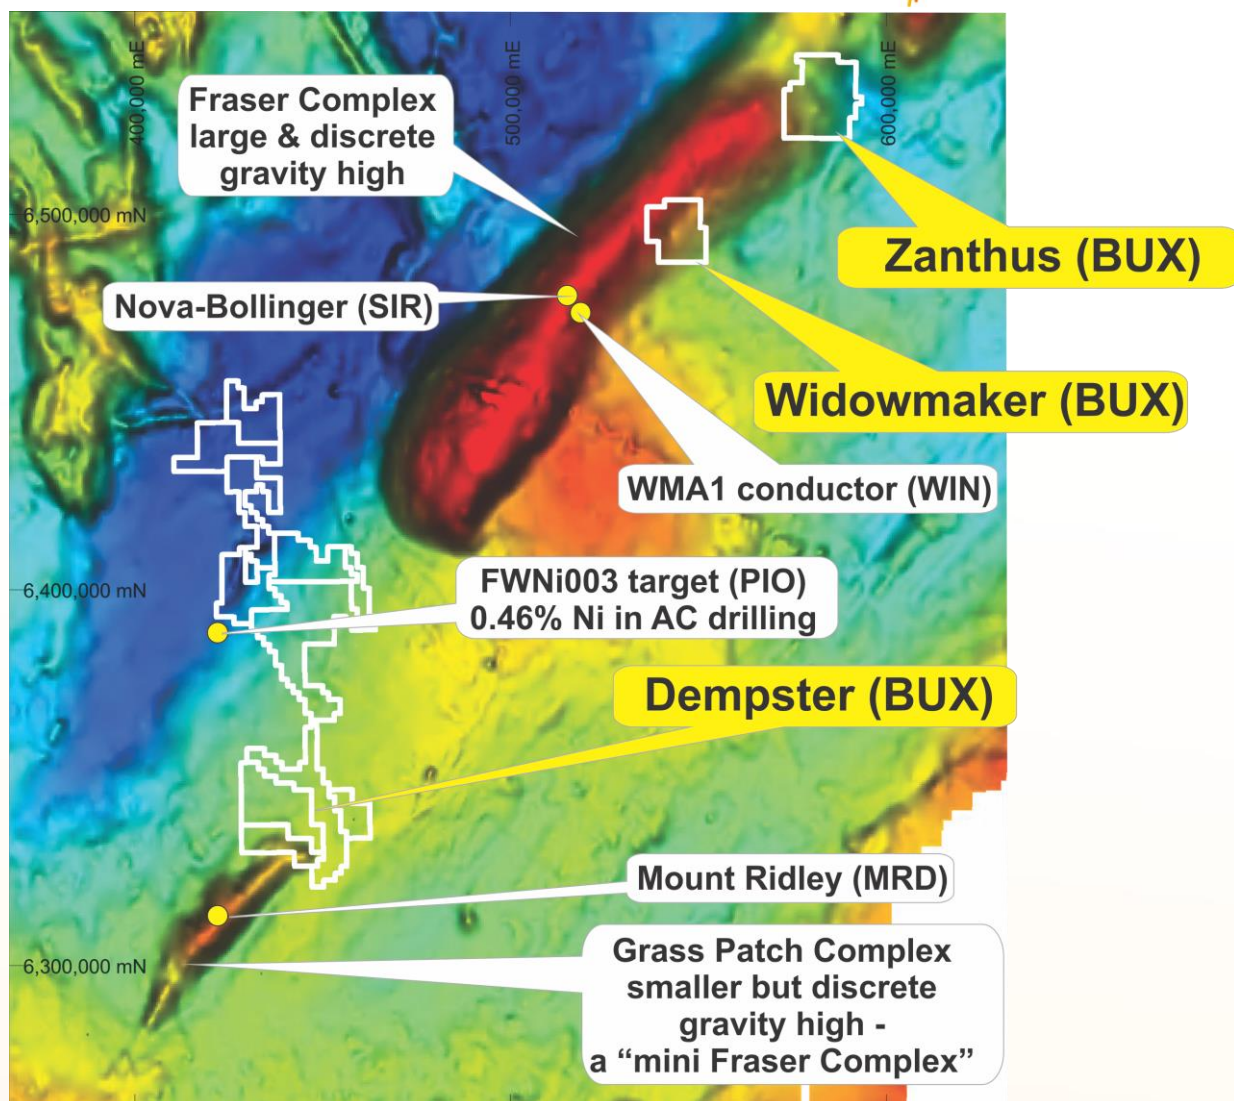 400,000 mE
500,000 mE
600,000 mE
Fraser Complex
large & discrete
gravity high
6,500,000 mN
Zanthus (BUX)
Nova-Bollinger (SIR)
Widowmaker (BUX)
WMA1 conductor (WIN)
6,400,000 mN
FWNi003 target (PIO)
0.46% Ni in AC drilling
Dempster (BUX)
Mount Ridley (MRD)
6,300,000 mN
Grass Patch Complex
smaller but discrete
gravity high -
a “mini Fraser Complex”